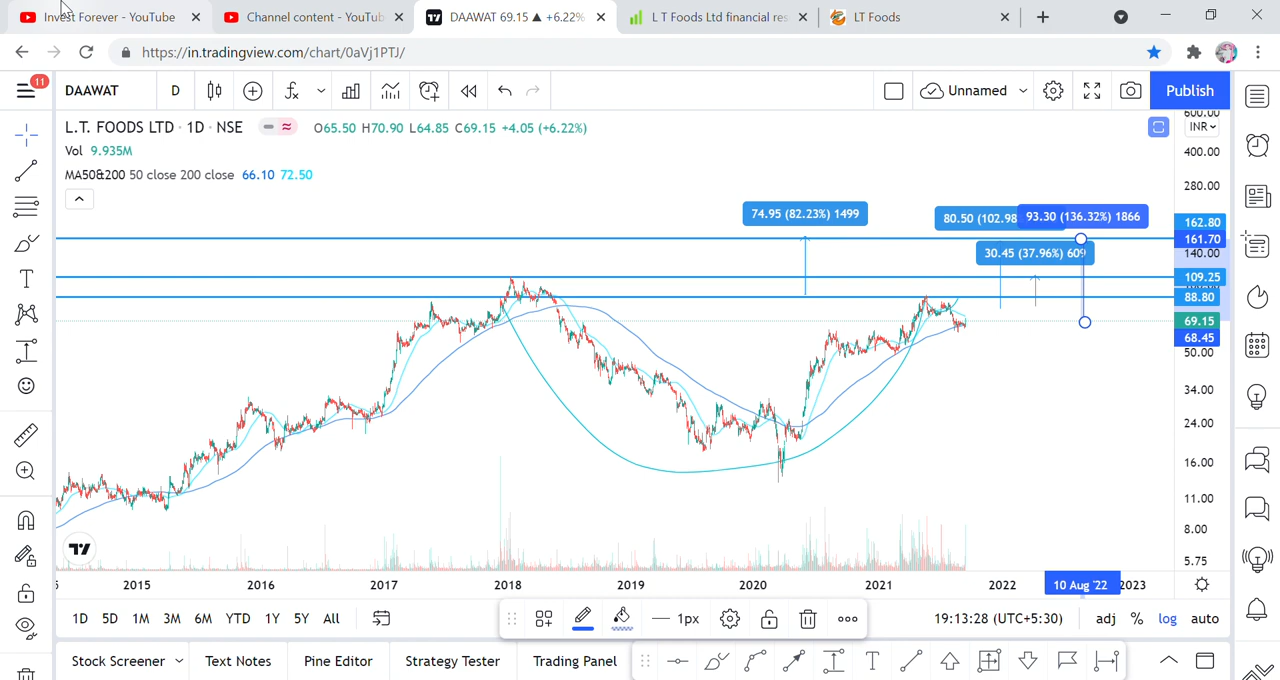 Invest Forever - YouTube
Channel content - YouTub
DAAWAT 69.15 ▲ +6.22%
L T Foods Ltd financial res
LT Foods
https://in.tradingview.com/chart/0aVj1PTJ/
11
DAAWAT
D
Unnamed
Publish
L.T. FOODS LTD · 1D · NSE
O65.50 H70.90 L64.85 C69.15 +4.05 (+6.22%)
Vol 9.935M
MA50&200 50 close 200 close 66.10 72.50
INR
400.00
280.00
74.95 (82.23%) 1499
80.50 (102.98
93.30 (136.32%) 1866
30.45 (37.96%) 609
162.80
161.70
140.00
109.25
88.80
69.15
68.45
50.00
34.00
24.00
16.00
11.00
8.00
5.75
2015
2016
2017
2018
2019
2020
2021
2022
10 Aug '22
2023
1D 5D 1M 3M 6M YTD 1Y 5Y All
1px
19:13:28 (UTC+5:30)
adj % log auto
Stock Screener
Text Notes
Pine Editor
Strategy Tester
Trading Panel